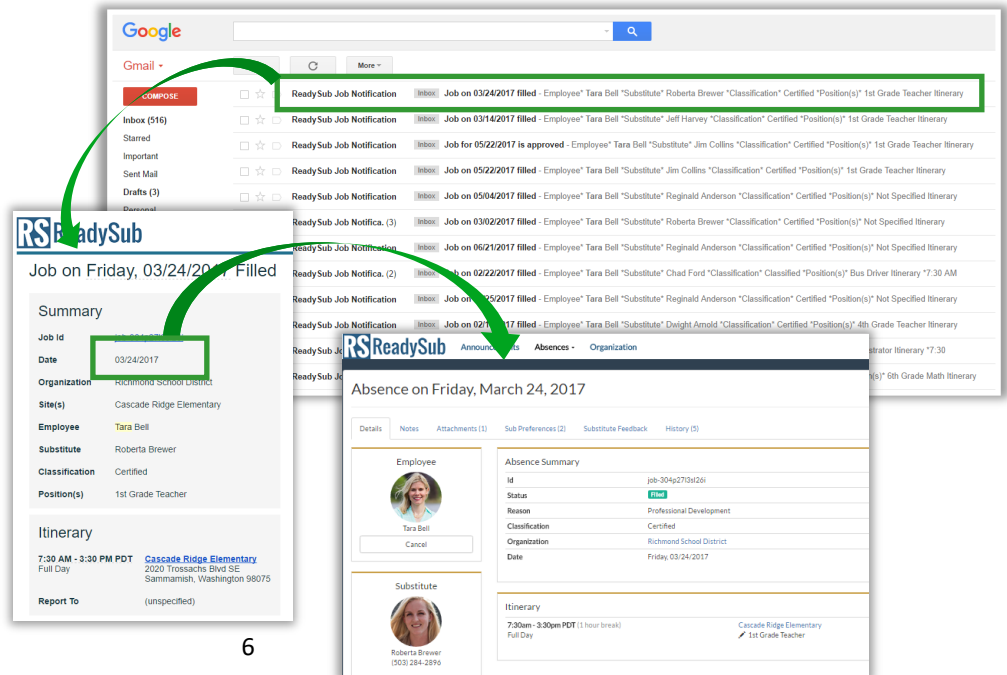 Google
Gmail
More
COMPOSE
Inbox (516)
Starred
Important
Sent Mail
Drafts (3)
Personal
ReadySub Job Notification Inbox Job on 03/24/2017 filled - Employee* Tara Bell *Substitute* Roberta Brewer *Classification* Certified *Position(s)* 1st Grade Teacher Itinerary
ReadySub Job Notification Inbox Job on 03/14/2017 filled - Employee* Tara Bell *Substitute* Jeff Harvey *Classification* Certified *Position(s)* 1st Grade Teacher Itinerary
ReadySub Job Notification Inbox Job for 05/22/2017 is approved - Employee* Tara Bell *Substitute* Jim Collins *Classification* Certified *Position(s)* 1st Grade Teacher Itinerary
ReadySub Job Notification Inbox Job on 05/22/2017 filled - Employee* Tara Bell *Substitute* Jim Collins *Classification* Certified *Position(s)* 1st Grade Teacher Itinerary
ReadySub Job Notification Inbox Job on 05/04/2017 filled - Employee* Tara Bell *Substitute* Reginald Anderson *Classification* Certified *Position(s)* Not Specified Itinerary
ReadySub Job Notifica. (3) Inbox Job on 03/02/2017 filled - Employee* Tara Bell *Substitute* Roberta Brewer *Classification* Certified *Position(s)* Not Specified Itinerary
ReadySub Job Notification Inbox Job on 06/21/2017 filled - Employee* Tara Bell *Substitute* Reginald Anderson *Classification* Certified *Position(s)* Not Specified Itinerary
ReadySub Job Notifica. (2) Inbox Job on 02/22/2017 filled - Employee* Tara Bell *Substitute* Chad Ford *Classification* Classified *Position(s)* Bus Driver Itinerary *7:30 AM
ReadySub Job Notification Inbox Job on 25/2017 filled - Employee* Tara Bell *Substitute* Reginald Anderson *Classification* Certified *Position(s)* Not Specified Itinerary
ReadySub Job Notification Inbox Job on 02/1 filled - Employee* Tara Bell *Substitute* Dwight Arnold *Classification* Certified *Position(s)* 4th Grade Teacher Itinerary
ReadySub Jo strator Itinerary *7:30
ReadySub Jo n(s)* 6th Grade Math Itinerary
RS ReadySub
Job on Friday, 03/24/2017 Filled
Summary
Job Id
Date 03/24/2017
Organization Richmond School District
Site(s) Cascade Ridge Elementary
Employee Tara Bell
Substitute Roberta Brewer
Classification Certified
Position(s) 1st Grade Teacher
Itinerary
7:30 AM - 3:30 PM PDT Cascade Ridge Elementary
Full Day 2020 Trossachs Blvd SE
Sammamish, Washington 98075
Report To (unspecified)
6
RS ReadySub Announcements Absences Organization
Absence on Friday, March 24, 2017
Details Notes Attachments (1) Sub Preferences (2) Substitute Feedback History (5)
Employee
Tara Bell
Cancel
Substitute
Roberta Brewer
(503) 284-2896
Absence Summary
Id job-304p27l3sl26i
Status Filled
Reason Professional Development
Classification Certified
Organization Richmond School District
Date Friday, 03/24/2017
Itinerary
7:30am - 3:30pm PDT (1 hour break) Cascade Ridge Elementary
Full Day 1st Grade Teacher